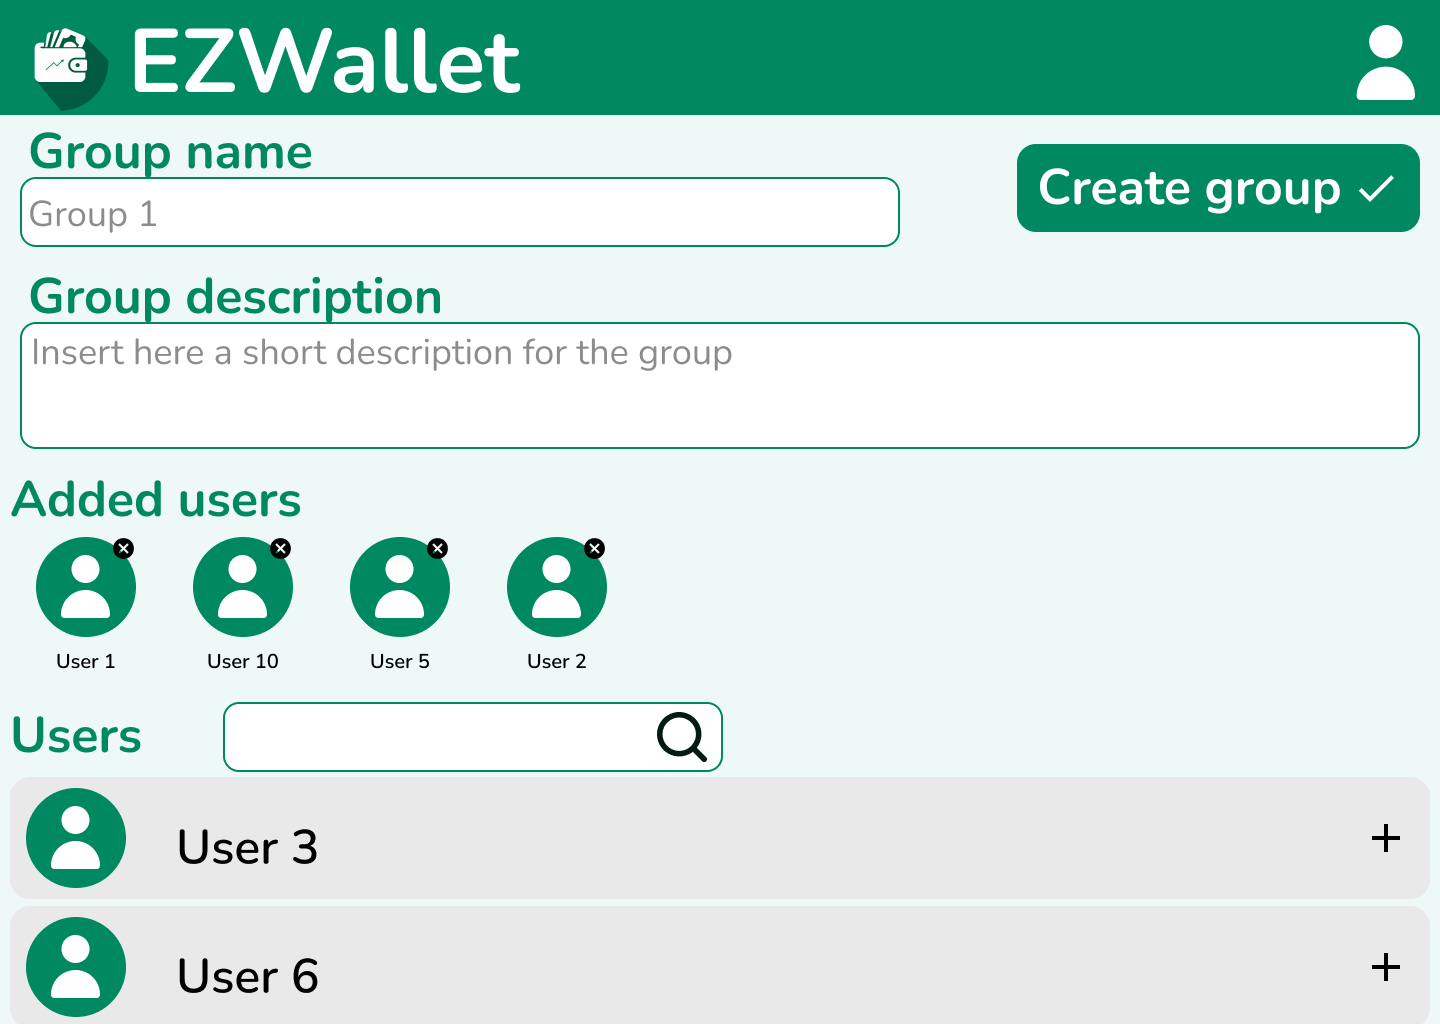 EZWallet
Group name
Create group
Group 1
Group description
Insert here a short description for the group
Added users
User 1
User 10
User 5
User 2
Users
User 3
User 6